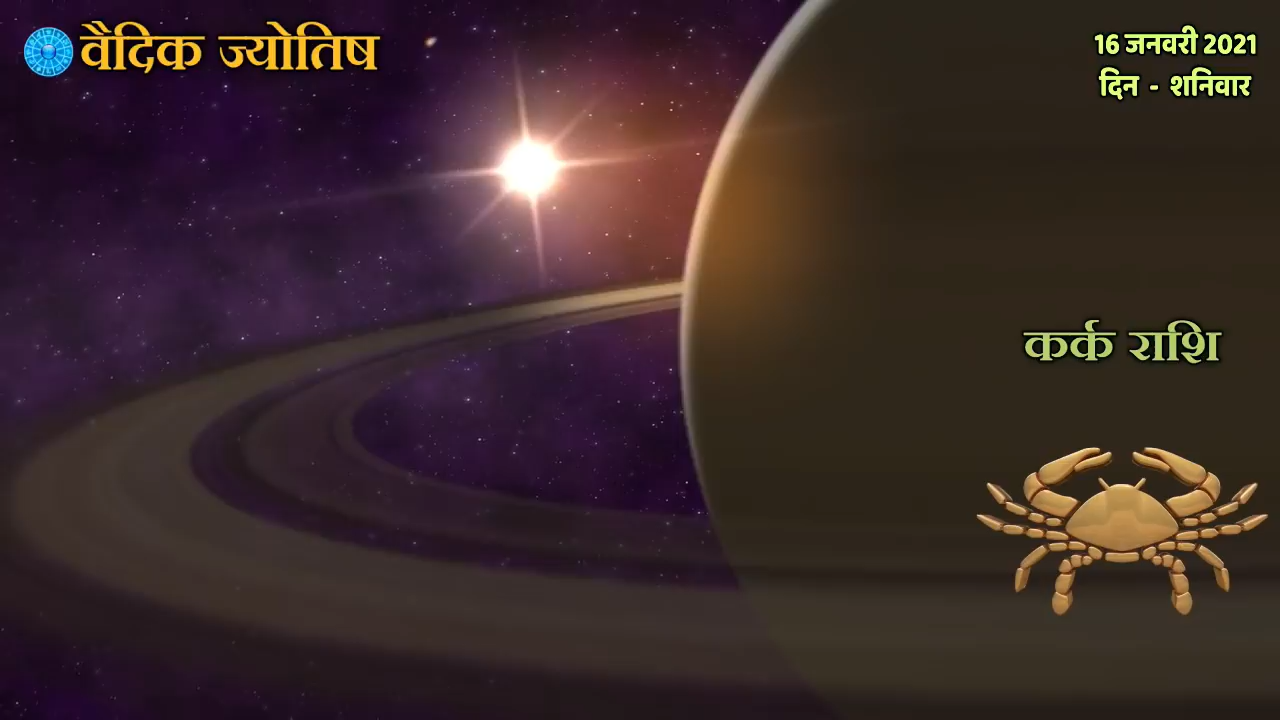 वैदिक ज्योतिष
16 जनवरी 2021
दिन - शनिवार
कर्क राशि